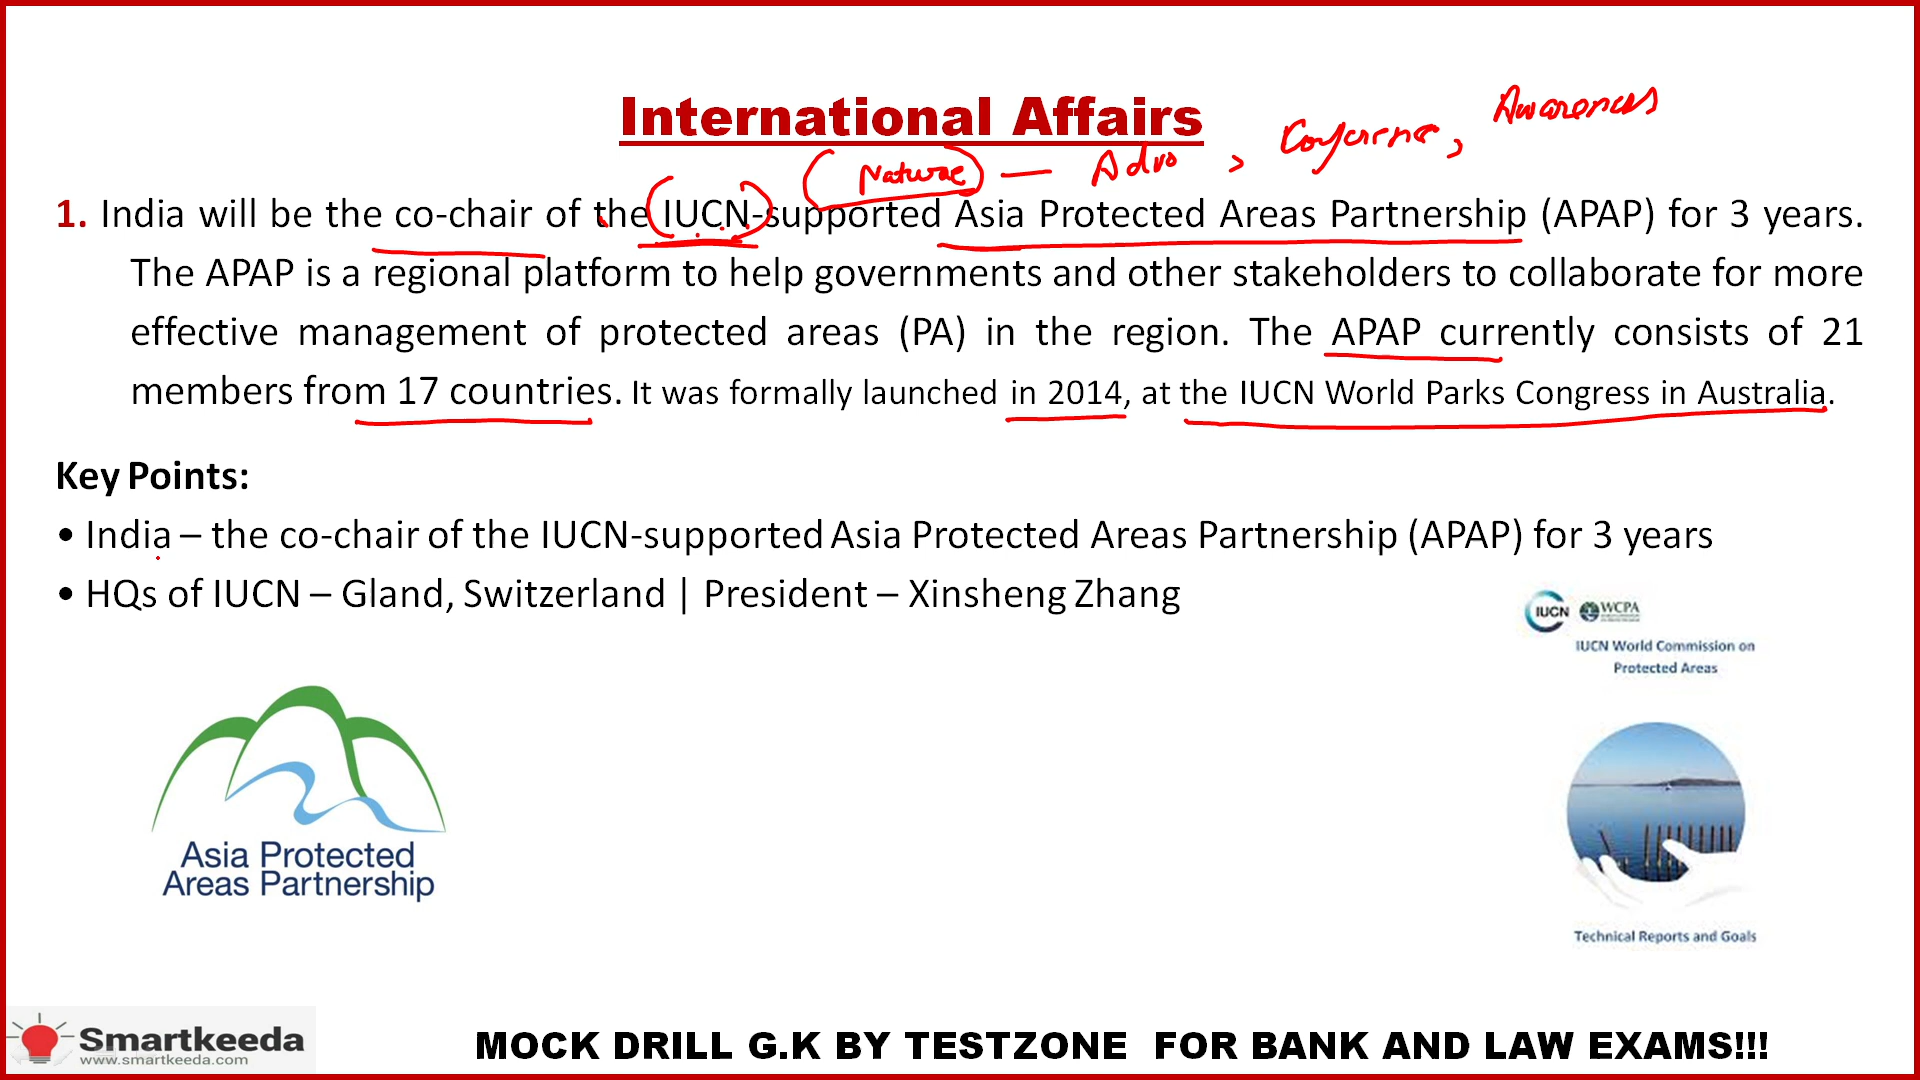 International Affairs
Nature — Advo , Conference , Awareness
1. India will be the co-chair of the IUCN-supported Asia Protected Areas Partnership (APAP) for 3 years.
The APAP is a regional platform to help governments and other stakeholders to collaborate for more
effective management of protected areas (PA) in the region. The APAP currently consists of 21
members from 17 countries. It was formally launched in 2014, at the IUCN World Parks Congress in Australia.
Key Points:
• India – the co-chair of the IUCN-supported Asia Protected Areas Partnership (APAP) for 3 years
• HQs of IUCN – Gland, Switzerland | President – Xinsheng Zhang
IUCN WCPA
IUCN World Commission on
Protected Areas
Asia Protected
Areas Partnership
Technical Reports and Goals
Smartkeeda
www.smartkeeda.com
MOCK DRILL G.K BY TESTZONE FOR BANK AND LAW EXAMS!!!